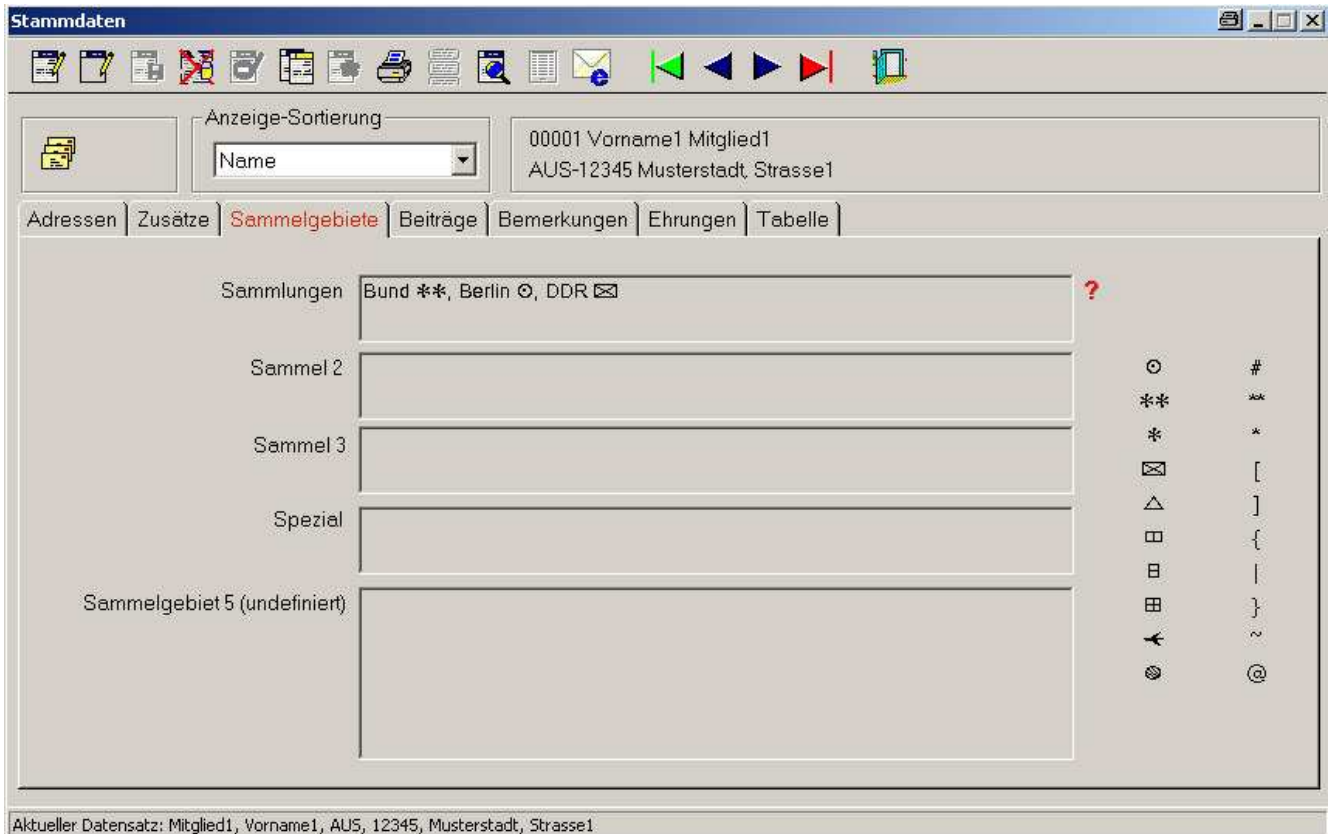 Stammdaten
Anzeige-Sortierung
Name
00001 Vorname1 Mitglied1
AUS-12345 Musterstadt, Strasse1
Adressen Zusätze Sammelgebiete Beiträge Bemerkungen Ehrungen Tabelle
Sammlungen Bund ✱✱, Berlin ⊙, DDR ✉ ?
Sammel 2
Sammel 3
Spezial
Sammelgebiet 5 (undefiniert)
⊙ #
✱✱ **
✱ *
✉ [
△ ]
◫ {
⊟ |
⊞ }
~
@
Aktueller Datensatz: Mitglied1, Vorname1, AUS, 12345, Musterstadt, Strasse1